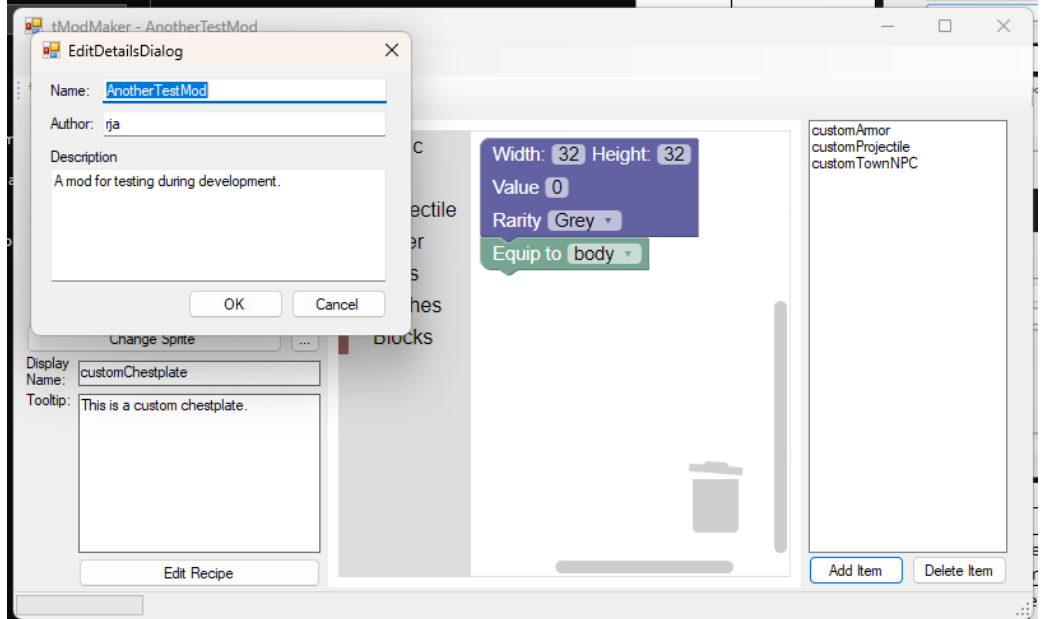 tModMaker - AnotherTestMod
EditDetailsDialog
Name: AnotherTestMod
Author: rja
Description
A mod for testing during development.
OK Cancel
Change Sprite ...
Display Name: customChestplate
Tooltip: This is a custom chestplate.
Edit Recipe
Blocks
Width: 32 Height: 32
Value 0
Rarity Grey
Equip to body
customArmor
customProjectile
customTownNPC
Add Item Delete Item